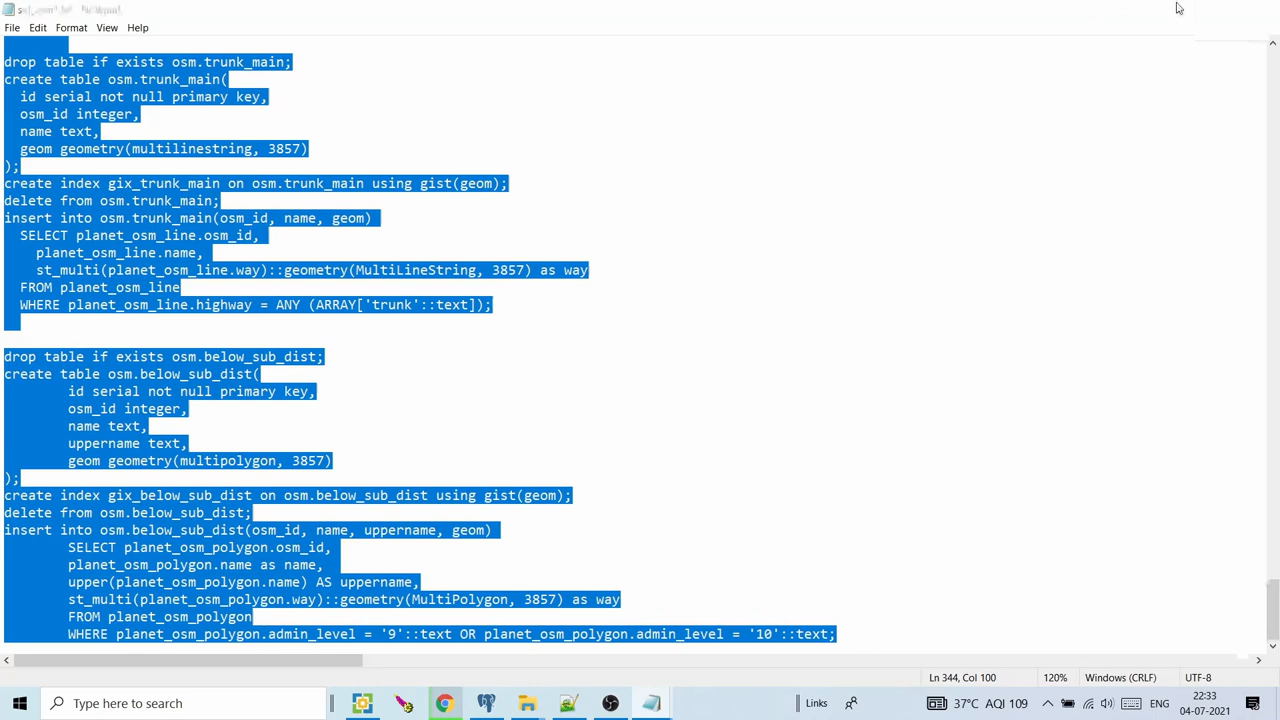 File Edit Format View Help
drop table if exists osm.trunk_main;
create table osm.trunk_main(
id serial not null primary key,
osm_id integer,
name text,
geom geometry(multilinestring, 3857)
);
create index gix_trunk_main on osm.trunk_main using gist(geom);
delete from osm.trunk_main;
insert into osm.trunk_main(osm_id, name, geom)
SELECT planet_osm_line.osm_id,
planet_osm_line.name,
st_multi(planet_osm_line.way)::geometry(MultiLineString, 3857) as way
FROM planet_osm_line
WHERE planet_osm_line.highway = ANY (ARRAY['trunk'::text]);
drop table if exists osm.below_sub_dist;
create table osm.below_sub_dist(
id serial not null primary key,
osm_id integer,
name text,
uppername text,
geom geometry(multipolygon, 3857)
);
create index gix_below_sub_dist on osm.below_sub_dist using gist(geom);
delete from osm.below_sub_dist;
insert into osm.below_sub_dist(osm_id, name, uppername, geom)
SELECT planet_osm_polygon.osm_id,
planet_osm_polygon.name as name,
upper(planet_osm_polygon.name) AS uppername,
st_multi(planet_osm_polygon.way)::geometry(MultiPolygon, 3857) as way
FROM planet_osm_polygon
WHERE planet_osm_polygon.admin_level = '9'::text OR planet_osm_polygon.admin_level = '10'::text;
Ln 344, Col 100 120% Windows (CRLF) UTF-8
Type here to search Links 37°C AQI 109 ENG 22:33
04-07-2021